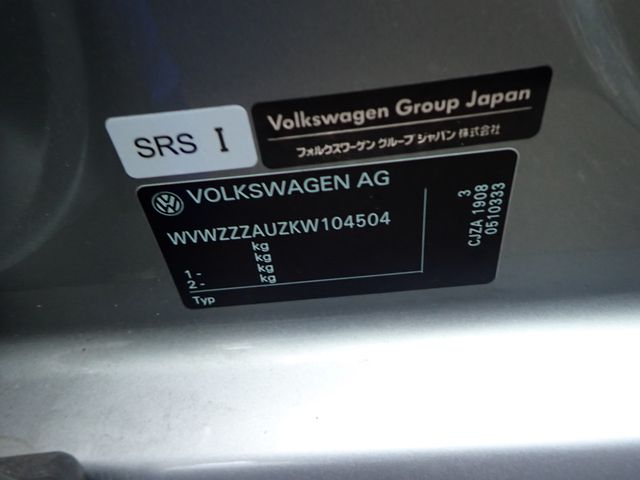 SRS I
Volkswagen Group Japan
フォルクスワーゲン グループ ジャパン 株式会社
VOLKSWAGEN AG
WVWZZZAUZKW104504
kg
kg
1 - kg
2 - kg
Typ
3
CJZA 1908
0510333